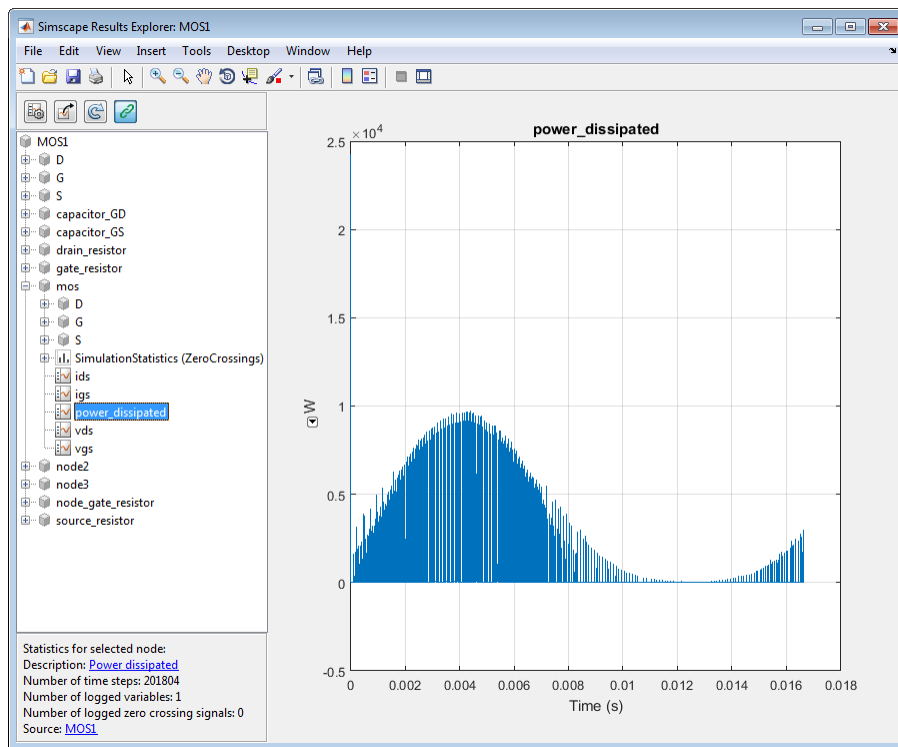 Simscape Results Explorer: MOS1
File Edit View Insert Tools Desktop Window Help
MOS1
D
G
S
capacitor_GD
capacitor_GS
drain_resistor
gate_resistor
mos
D
G
S
SimulationStatistics (ZeroCrossings)
ids
igs
power_dissipated
vds
vgs
node2
node3
node_gate_resistor
source_resistor
Statistics for selected node:
Description: Power dissipated
Number of time steps: 201804
Number of logged variables: 1
Number of logged zero crossing signals: 0
Source: MOS1
power_dissipated
×10^4
2.5
2
1.5
1
0.5
0
-0.5
W
0 0.002 0.004 0.006 0.008 0.01 0.012 0.014 0.016 0.018
Time (s)